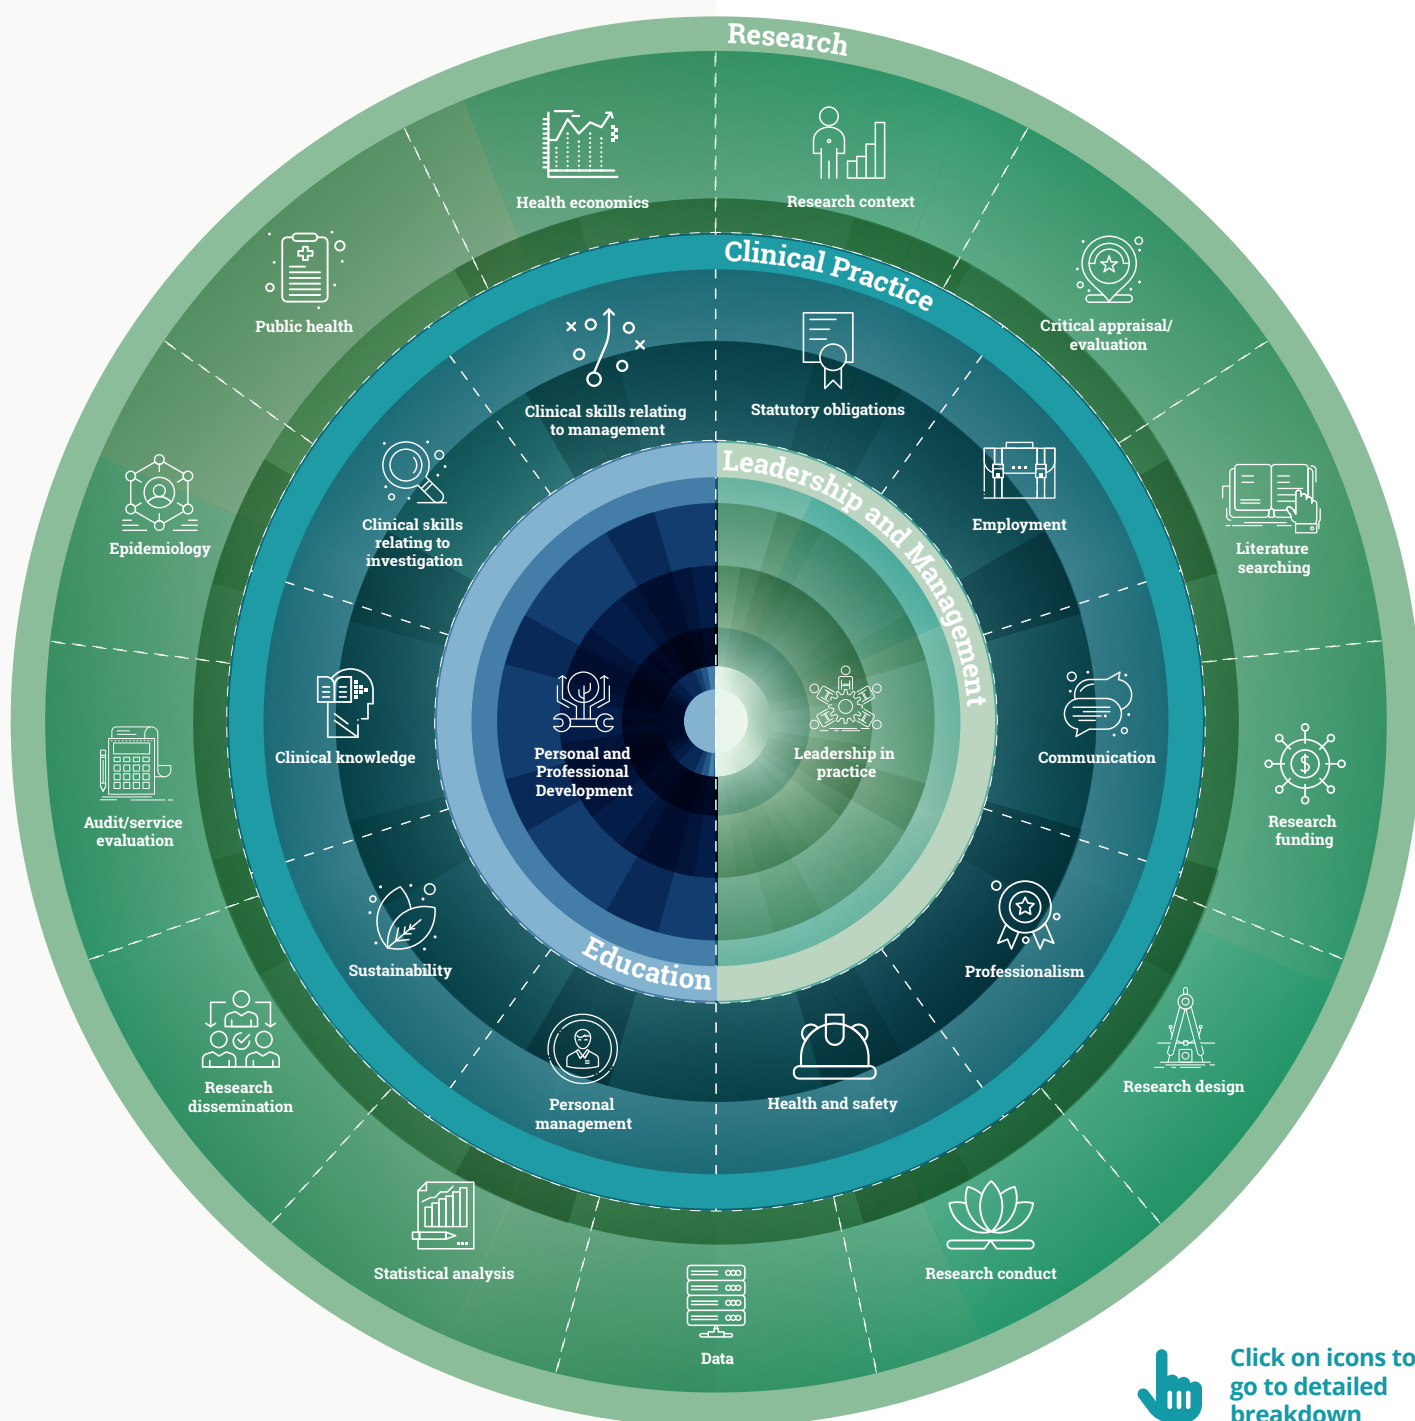 Research
Health economics
Research context
Public health
Critical appraisal/
evaluation
Epidemiology
Literature
searching
Audit/service
evaluation
Research
funding
Research
dissemination
Research design
Statistical analysis
Research conduct
Data
Clinical Practice
Clinical skills relating
to management
Statutory obligations
Clinical skills
relating to
investigation
Employment
Clinical knowledge
Communication
Sustainability
Professionalism
Personal
management
Health and safety
Leadership and Management
Leadership in
practice
Education
Personal and
Professional
Development
Click on icons to
go to detailed
breakdown